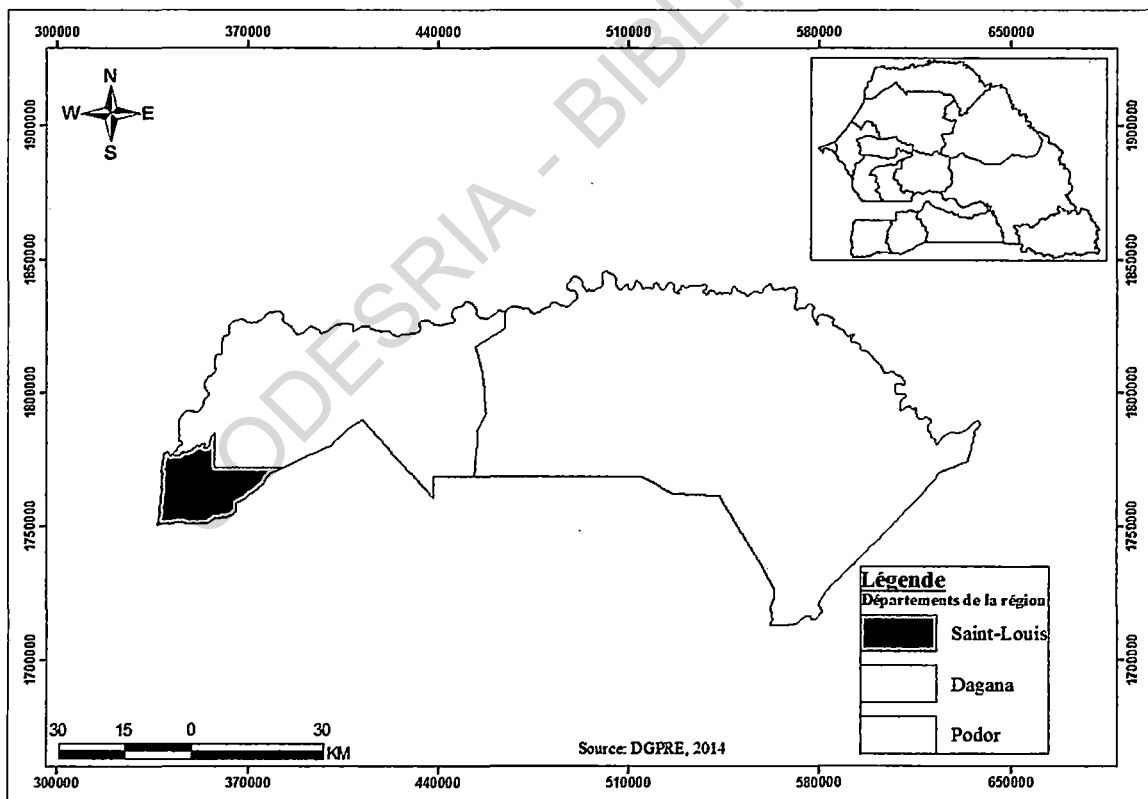 300000 370000 440000 510000 580000 650000
N
W E
S
1900000 1900000
1850000 1850000
1800000 1800000
1750000 1750000
1700000 1700000
CODESRIA - BIBL
Légende
Départements de la région
Saint-Louis
Dagana
Podor
30 15 0 30
KM
Source: DGPRE, 2014
300000 370000 440000 510000 580000 650000